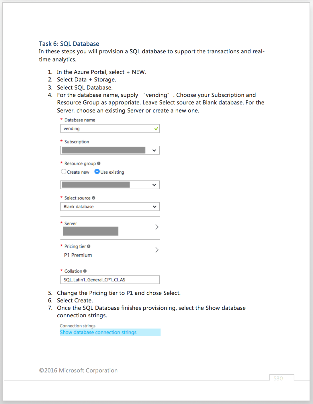 Task 6: SQL Database
In these steps you will provision a SQL database to support the transactions and real-
time analytics.
1. In the Azure Portal, select + NEW.
2. Select Data + Storage.
3. Select SQL Database
4. For the database name, supply "vending" . Choose your Subscription and
Resource Group as appropriate. Leave Select source at Blank database. For the
Server, choose an existing Server or create a new one.
* Database name
vending
* Subscription
* Resource group
Create new Use existing
* Select source
Blank database
* Server
* Pricing tier
P1 Premium
* Collation
SQL_Latin1_General_CP1_CI_AS
5. Change the Pricing tier to P1 and chose Select
6. Select Create.
7. Once the SQL Database finishes provisioning, select the Show database
connection strings.
Connection strings
Show database connection strings
©2016 Microsoft Corporation